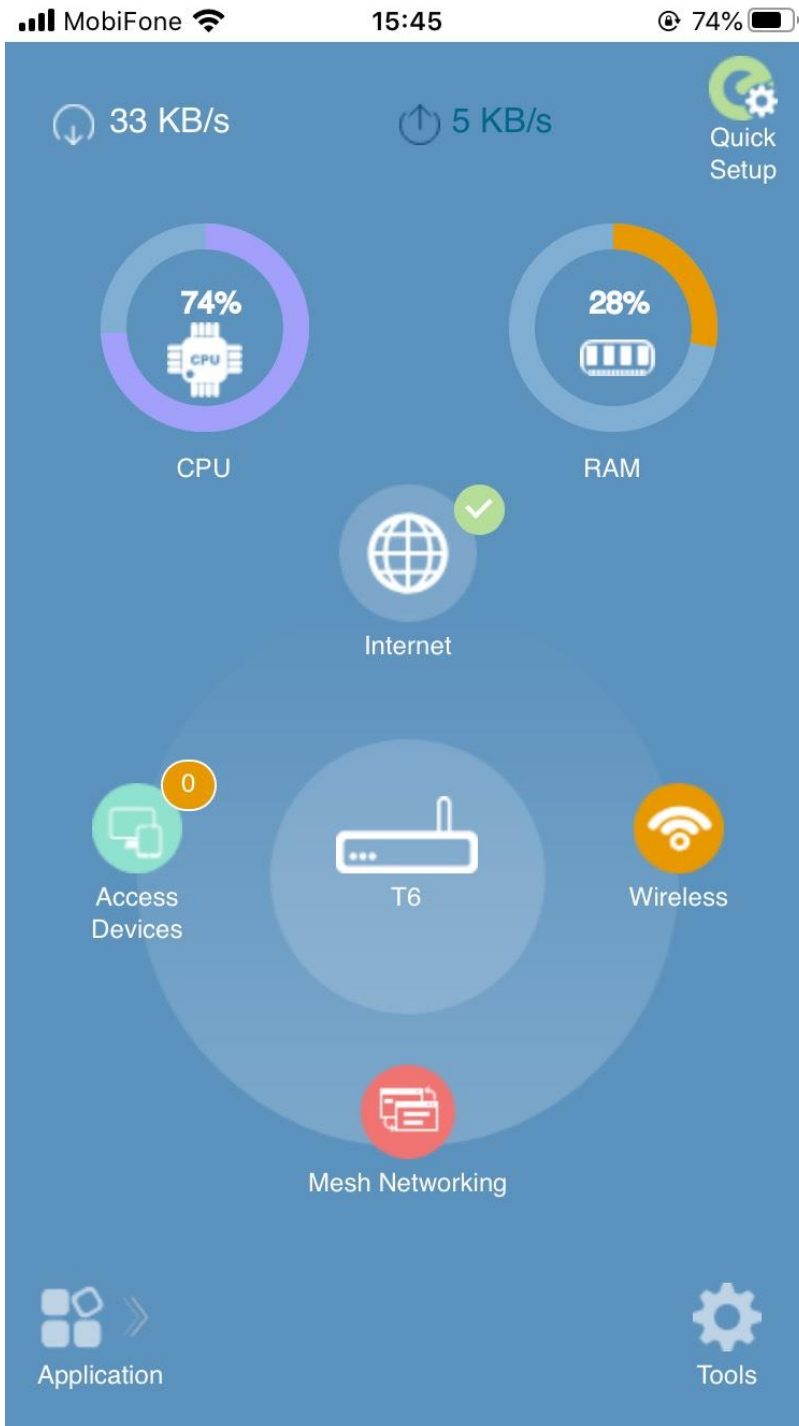 MobiFone 15:45 74%
33 KB/s 5 KB/s
Quick
Setup
74% 28%
CPU
CPU RAM
Internet
0
Access
Devices
T6
Wireless
Mesh Networking
Application
Tools